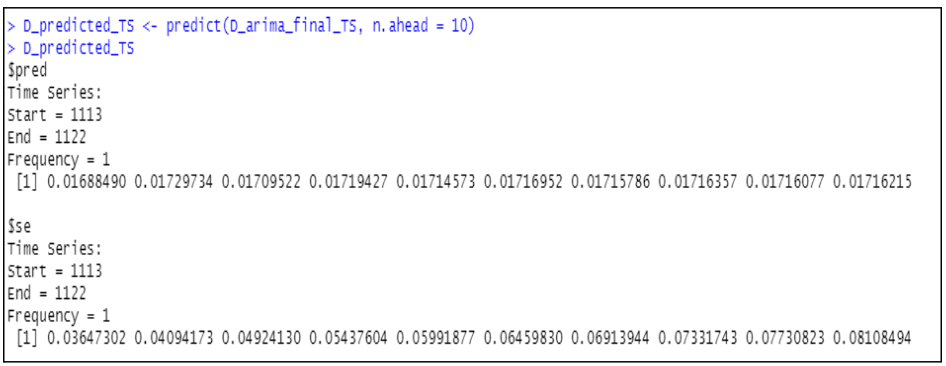 > D_predicted_TS <- predict(D_arima_final_TS, n.ahead = 10)
> D_predicted_TS
$pred
Time Series:
Start = 1113
End = 1122
Frequency = 1
[1] 0.01688490 0.01729734 0.01709522 0.01719427 0.01714573 0.01716952 0.01715786 0.01716357 0.01716077 0.01716215
$se
Time Series:
Start = 1113
End = 1122
Frequency = 1
[1] 0.03647302 0.04094173 0.04924130 0.05437604 0.05991877 0.06459830 0.06913944 0.07331743 0.07730823 0.08108494